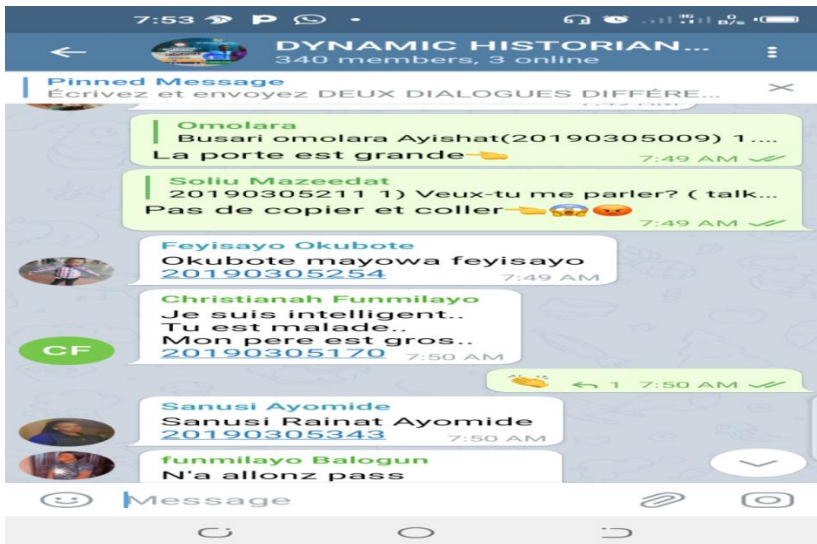 7:53
DYNAMIC HISTORIAN...
340 members, 3 online
Pinned Message
Écrivez et envoyez DEUX DIALOGUES DIFFÉRE...
Omolara
Busari omolara Ayishat(20190305009) 1....
La porte est grande👈
7:49 AM
Soliu Mazeedat
20190305211 1) Veux-tu me parler? ( talk...
Pas de copier et coller👈😱😡
7:49 AM
Feyisayo Okubote
Okubote mayowa feyisayo
20190305254 7:49 AM
Christianah Funmilayo
Je suis intelligent..
Tu est malade..
Mon pere est gros..
CF
20190305170 7:50 AM
👏 1 7:50 AM
Sanusi Ayomide
Sanusi Rainat Ayomide
20190305343 7:50 AM
funmilayo Balogun
N'a allonz pass
Message